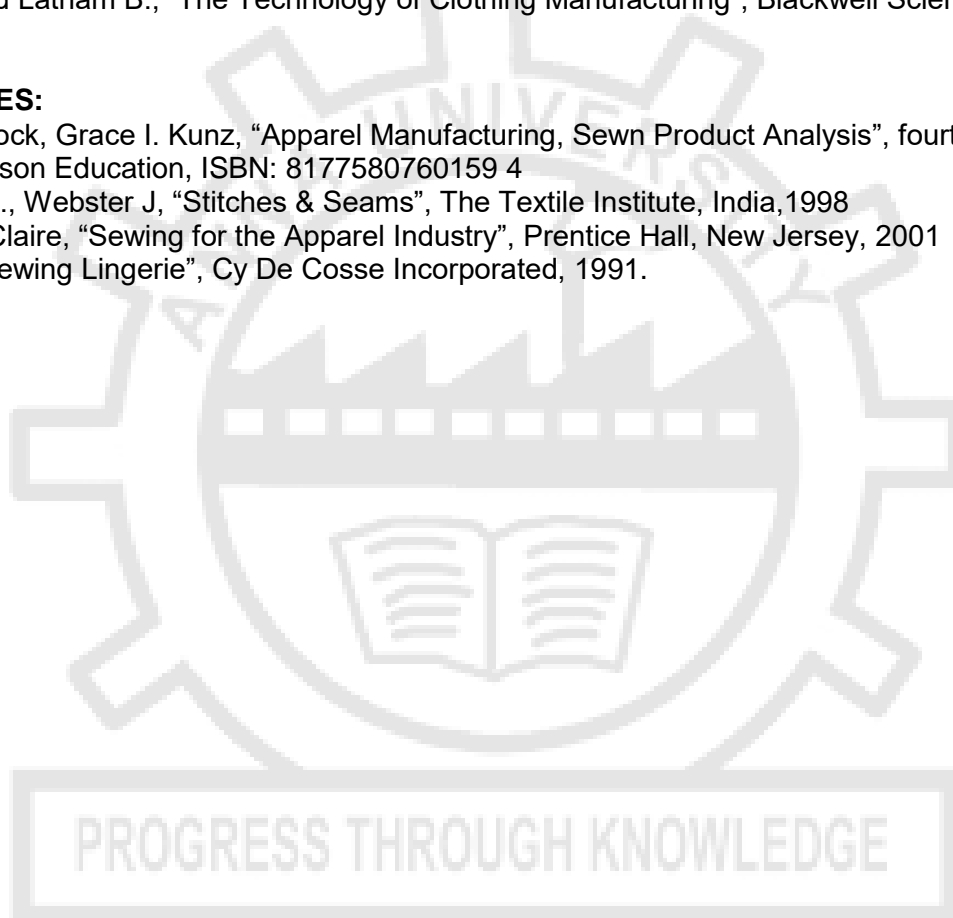 d Latham B., “The Technology of Clothing Manufacturing”, Blackwell Scien
ES:
ock, Grace I. Kunz, “Apparel Manufacturing, Sewn Product Analysis”, fourt
son Education, ISBN: 8177580760159 4
., Webster J, “Stitches & Seams”, The Textile Institute, India,1998
Claire, “Sewing for the Apparel Industry”, Prentice Hall, New Jersey, 2001
ewing Lingerie”, Cy De Cosse Incorporated, 1991.
ANNA UNIVERSITY
PROGRESS THROUGH KNOWLEDGE